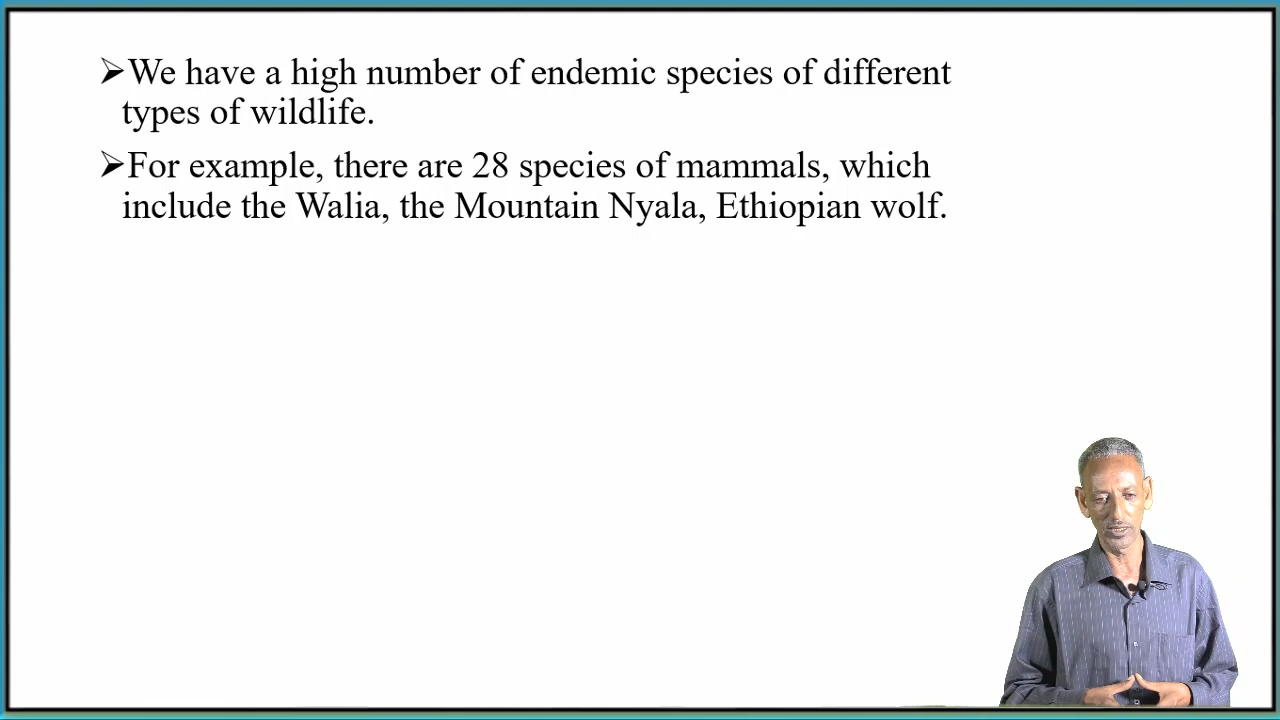 ➢We have a high number of endemic species of different
types of wildlife.
➢For example, there are 28 species of mammals, which
include the Walia, the Mountain Nyala, Ethiopian wolf.